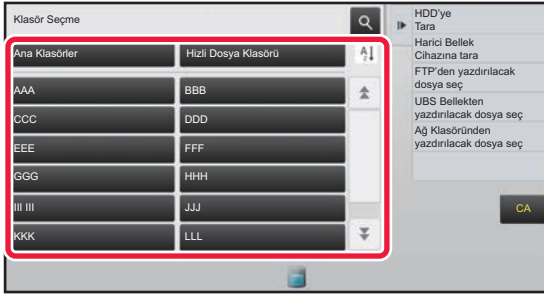 Klasör Seçme
Ana Klasörler
Hizli Dosya Klasörü
AAA
BBB
CCC
DDD
EEE
FFF
GGG
HHH
III III
JJJ
KKK
LLL
HDD'ye
Tara
Harici Bellek
Cihazına tara
FTP'den yazdırılacak
dosya seç
UBS Bellekten
yazdırılacak dosya seç
Ağ Klasöründen
yazdırılacak dosya seç
CA